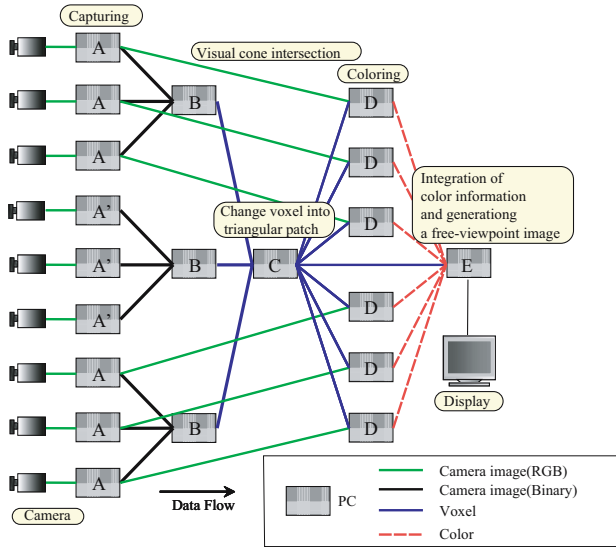 Capturing
A
Visual cone intersection
Coloring
A
B
D
A
D
A'
Integration of
color information
and generationg
a free-viewpoint image
Change voxel into
triangular patch
D
A'
B
C
E
A'
D
A
D
Display
A
B
D
A
Camera
Data Flow
PC
Camera image(RGB)
Camera image(Binary)
Voxel
Color